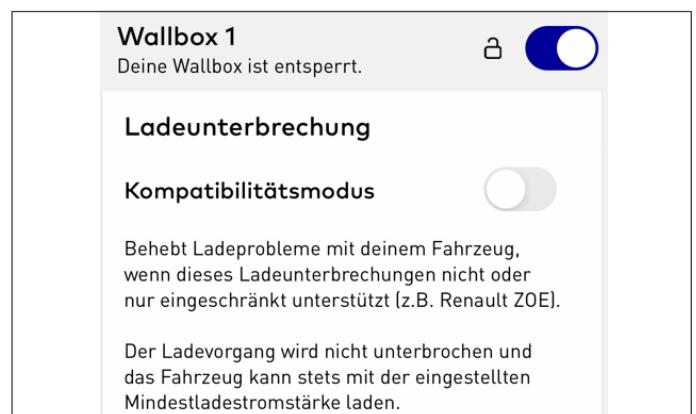 Wallbox 1
Deine Wallbox ist entsperrt.
Ladeunterbrechung
Kompatibilitätsmodus
Behebt Ladeprobleme mit deinem Fahrzeug,
wenn dieses Ladeunterbrechungen nicht oder
nur eingeschränkt unterstützt (z.B. Renault ZOE).
Der Ladevorgang wird nicht unterbrochen und
das Fahrzeug kann stets mit der eingestellten
Mindestladestromstärke laden.